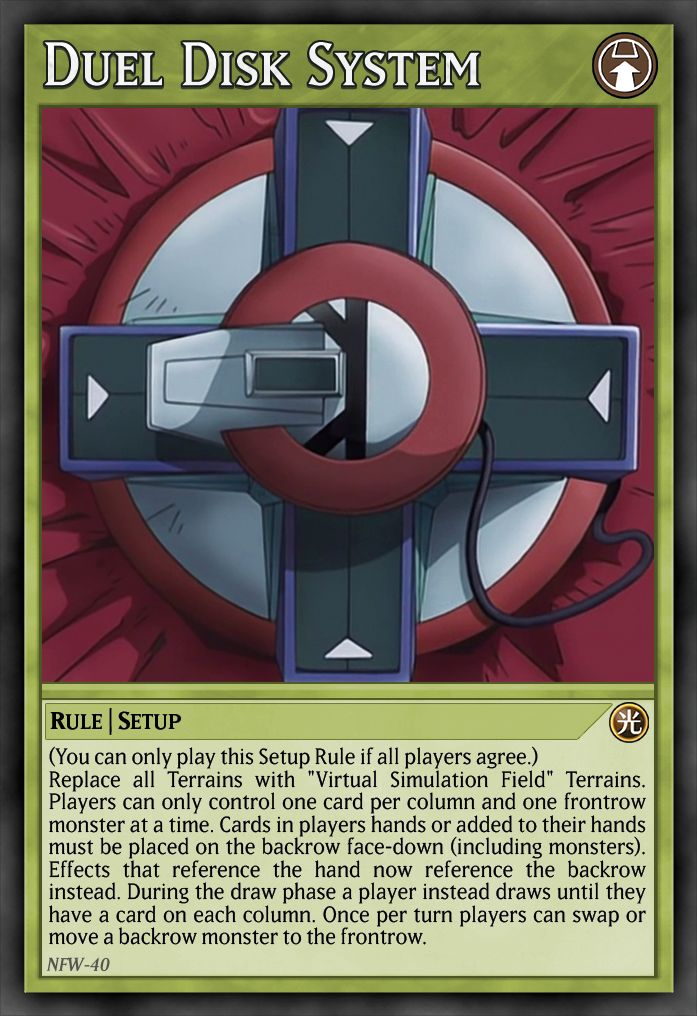 Duel Disk System
Rule | Setup
光
(You can only play this Setup Rule if all players agree.)
Replace all Terrains with "Virtual Simulation Field" Terrains.
Players can only control one card per column and one frontrow
monster at a time. Cards in players hands or added to their hands
must be placed on the backrow face-down (including monsters).
Effects that reference the hand now reference the backrow
instead. During the draw phase a player instead draws until they
have a card on each column. Once per turn players can swap or
move a backrow monster to the frontrow.
NFW-40